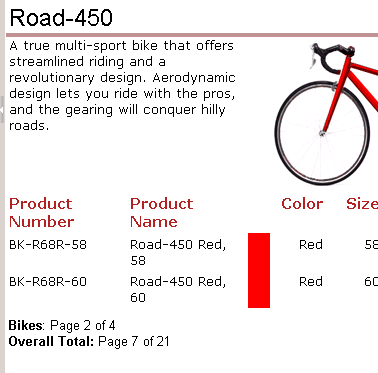 Road-450
A true multi-sport bike that offers
streamlined riding and a
revolutionary design. Aerodynamic
design lets you ride with the pros,
and the gearing will conquer hilly
roads.
Product Number Product Name Color Size
BK-R68R-58 Road-450 Red, 58 Red 58
BK-R68R-60 Road-450 Red, 60 Red 60
Bikes: Page 2 of 4
Overall Total: Page 7 of 21